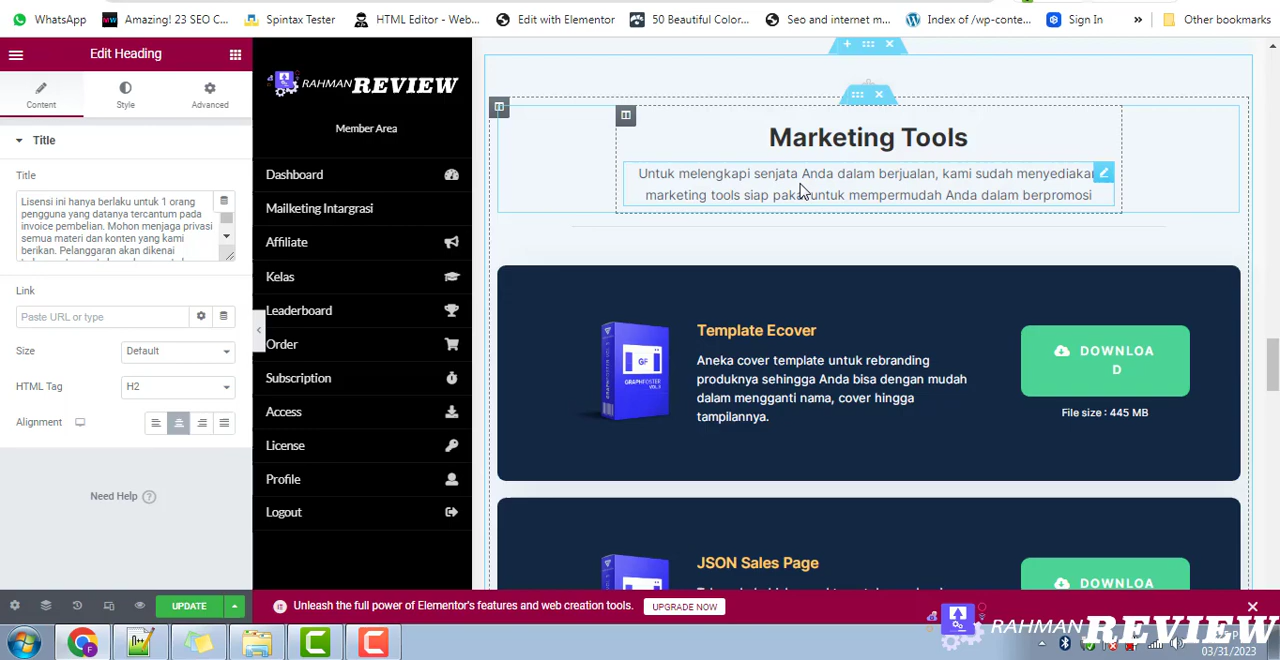 WhatsApp
Amazing! 23 SEO C...
Spintax Tester
HTML Editor - Web...
Edit with Elementor
50 Beautiful Color...
Seo and internet m...
Index of /wp-conte...
Sign In
»
Other bookmarks
Edit Heading
Content
Style
Advanced
Title
Title
Lisensi ini hanya berlaku untuk 1 orang
pengguna yang datanya tercantum pada
invoice pembelian. Mohon menjaga privasi
semua materi dan konten yang kami
berikan. Pelanggaran akan dikenai
Link
Paste URL or type
Size
Default
HTML Tag
H2
Alignment
Need Help
UPDATE
RAHMAN REVIEW
Member Area
Dashboard
Mailketing Intargrasi
Affiliate
Kelas
Leaderboard
Order
Subscription
Access
License
Profile
Logout
Marketing Tools
Untuk melengkapi senjata Anda dalam berjualan, kami sudah menyediakan
marketing tools siap pakai untuk mempermudah Anda dalam berpromosi
GF
GRAPHFOSTER
Template Ecover
Aneka cover template untuk rebranding
produknya sehingga Anda bisa dengan mudah
dalam mengganti nama, cover hingga
tampilannya.
DOWNLOA
D
File size : 445 MB
JSON Sales Page
DOWNLOA
Unleash the full power of Elementor's features and web creation tools.
UPGRADE NOW
RAHMAN REVIEW
03/31/2023